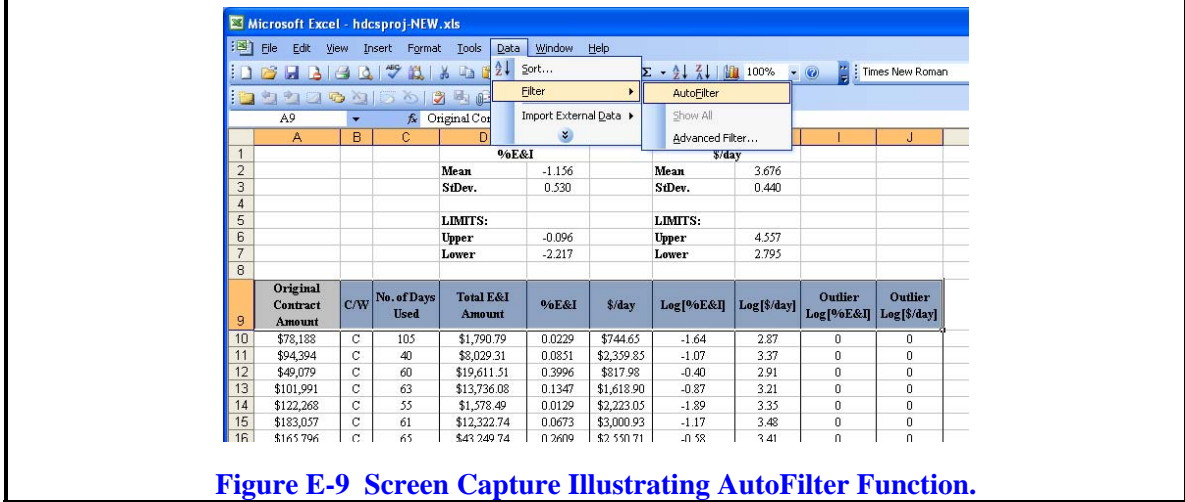 Microsoft Excel - hdcsproj-NEW.xls
File Edit View Insert Format Tools Data Window Help
Sort... 100% Times New Roman
Filter AutoFilter
A9 fx Original Import External Data Show All
Advanced Filter...
A B C D I J
1 %E&I $/day
2 Mean -1.156 Mean 3.676
3 StDev. 0.530 StDev. 0.440
4
5 LIMITS: LIMITS:
6 Upper -0.096 Upper 4.557
7 Lower -2.217 Lower 2.795
8
9 Original Contract Amount C/W No. of Days Used Total E&I Amount %E&I $/day Log[%E&I] Log[$/day] Outlier Log[%E&I] Outlier Log[$/day]
10 $78,188 C 105 $1,790.79 0.0229 $744.65 -1.64 2.87 0 0
11 $94,394 C 40 $8,029.31 0.0851 $2,359.85 -1.07 3.37 0 0
12 $49,079 C 60 $19,611.51 0.3996 $817.98 -0.40 2.91 0 0
13 $101,991 C 63 $13,736.08 0.1347 $1,618.90 -0.87 3.21 0 0
14 $122,268 C 55 $1,578.49 0.0129 $2,223.05 -1.89 3.35 0 0
15 $183,057 C 61 $12,322.74 0.0673 $3,000.93 -1.17 3.48 0 0
16 $165,796 C 65 $43,249.74 0.2609 $2,550.71 -0.58 3.41 0 0
Figure E-9 Screen Capture Illustrating AutoFilter Function.